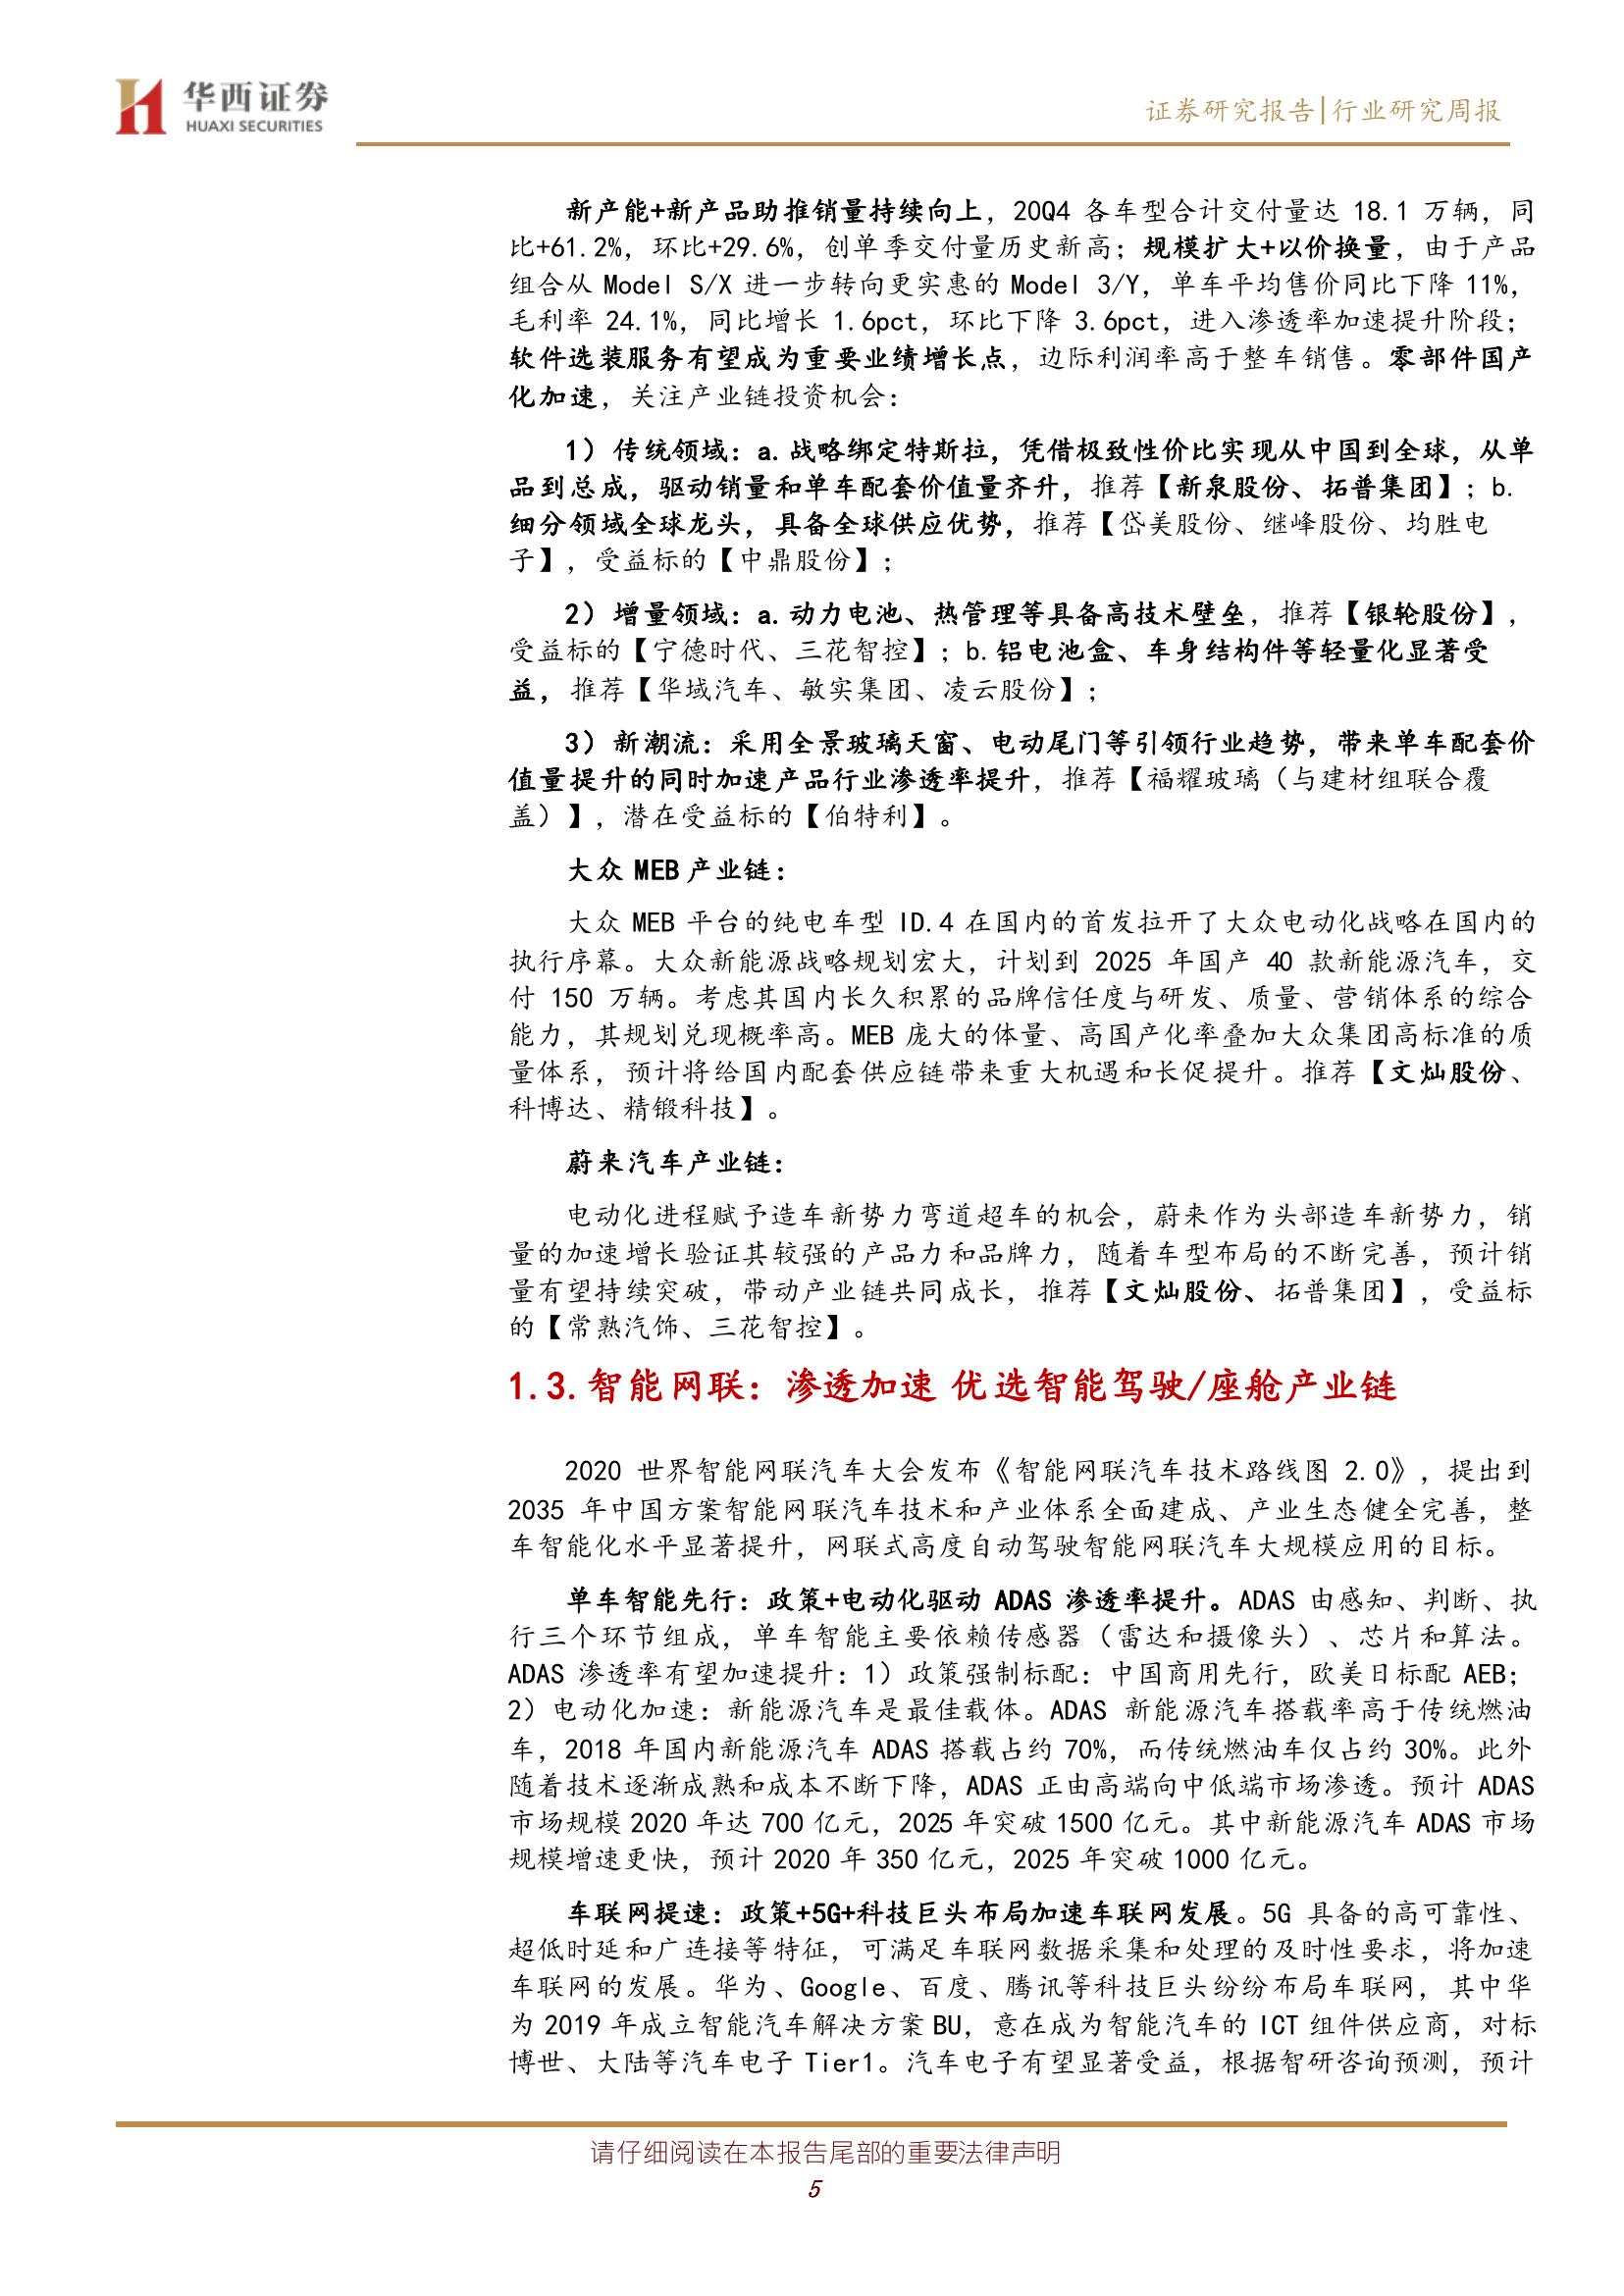 华西证券
HUAXI SECURITIES
证券研究报告|行业研究周报
新产能+新产品助推销量持续向上，20Q4 各车型合计交付量达 18.1 万辆，同
比+61.2%，环比+29.6%，创单季交付量历史新高；规模扩大+以价换量，由于产品
组合从 Model S/X 进一步转向更实惠的 Model 3/Y，单车平均售价同比下降 11%，
毛利率 24.1%，同比增长 1.6pct，环比下降 3.6pct，进入渗透率加速提升阶段；
软件选装服务有望成为重要业绩增长点，边际利润率高于整车销售。零部件国产
化加速，关注产业链投资机会：
1）传统领域：a.战略绑定特斯拉，凭借极致性价比实现从中国到全球，从单
品到总成，驱动销量和单车配套价值量齐升，推荐【新泉股份、拓普集团】；b.
细分领域全球龙头，具备全球供应优势，推荐【岱美股份、继峰股份、均胜电
子】，受益标的【中鼎股份】；
2）增量领域：a.动力电池、热管理等具备高技术壁垒，推荐【银轮股份】，
受益标的【宁德时代、三花智控】；b.铝电池盒、车身结构件等轻量化显著受
益，推荐【华域汽车、敏实集团、凌云股份】；
3）新潮流：采用全景玻璃天窗、电动尾门等引领行业趋势，带来单车配套价
值量提升的同时加速产品行业渗透率提升，推荐【福耀玻璃（与建材组联合覆
盖）】，潜在受益标的【伯特利】。
大众 MEB 产业链：
大众 MEB 平台的纯电车型 ID.4 在国内的首发拉开了大众电动化战略在国内的
执行序幕。大众新能源战略规划宏大，计划到 2025 年国产 40 款新能源汽车，交
付 150 万辆。考虑其国内长久积累的品牌信任度与研发、质量、营销体系的综合
能力，其规划兑现概率高。MEB 庞大的体量、高国产化率叠加大众集团高标准的质
量体系，预计将给国内配套供应链带来重大机遇和长促提升。推荐【文灿股份、
科博达、精锻科技】。
蔚来汽车产业链：
电动化进程赋予造车新势力弯道超车的机会，蔚来作为头部造车新势力，销
量的加速增长验证其较强的产品力和品牌力，随着车型布局的不断完善，预计销
量有望持续突破，带动产业链共同成长，推荐【文灿股份、拓普集团】，受益标
的【常熟汽饰、三花智控】。
1.3.智能网联：渗透加速 优选智能驾驶/座舱产业链
2020 世界智能网联汽车大会发布《智能网联汽车技术路线图 2.0》，提出到
2035 年中国方案智能网联汽车技术和产业体系全面建成、产业生态健全完善，整
车智能化水平显著提升，网联式高度自动驾驶智能网联汽车大规模应用的目标。
单车智能先行：政策+电动化驱动 ADAS 渗透率提升。ADAS 由感知、判断、执
行三个环节组成，单车智能主要依赖传感器（雷达和摄像头）、芯片和算法。
ADAS 渗透率有望加速提升：1）政策强制标配：中国商用先行，欧美日标配 AEB；
2）电动化加速：新能源汽车是最佳载体。ADAS 新能源汽车搭载率高于传统燃油
车，2018 年国内新能源汽车 ADAS 搭载占约 70%，而传统燃油车仅占约 30%。此外
随着技术逐渐成熟和成本不断下降，ADAS 正由高端向中低端市场渗透。预计 ADAS
市场规模 2020 年达 700 亿元，2025 年突破 1500 亿元。其中新能源汽车 ADAS 市场
规模增速更快，预计 2020 年 350 亿元，2025 年突破 1000 亿元。
车联网提速：政策+5G+科技巨头布局加速车联网发展。5G 具备的高可靠性、
超低时延和广连接等特征，可满足车联网数据采集和处理的及时性要求，将加速
车联网的发展。华为、Google、百度、腾讯等科技巨头纷纷布局车联网，其中华
为 2019 年成立智能汽车解决方案 BU，意在成为智能汽车的 ICT 组件供应商，对标
博世、大陆等汽车电子 Tier1。汽车电子有望显著受益，根据智研咨询预测，预计
请仔细阅读在本报告尾部的重要法律声明
5